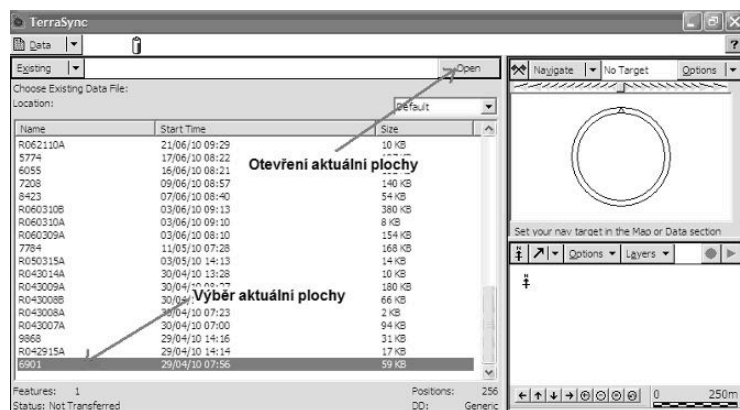 TerraSync
Data
?
Existing Open
Choose Existing Data File:
Location: Default
Name Start Time Size
R062110A 21/06/10 09:29 10 KB
5774 17/06/10 08:22
6055 16/06/10 08:21
Otevření aktuální plochy
7208 09/06/10 08:57 140 KB
8423 07/06/10 08:40 54 KB
R060310B 03/06/10 09:13 380 KB
R060310A 03/06/10 09:10 8 KB
R060309A 03/06/10 08:10 154 KB
7784 11/05/10 07:28 168 KB
R050315A 03/05/10 14:13 14 KB
R043014A 30/04/10 13:28 10 KB
R043009A 30/04/10 180 KB
R043008B 30/04/ 66 KB
Výběr aktuální plochy
R043008A 30/04/10 07:23 2 KB
R043007A 30/04/10 07:00 94 KB
9868 29/04/10 14:16 31 KB
R042915A 29/04/10 14:14 17 KB
6901 29/04/10 07:56 59 KB
Features: 1 Positions: 256
Status: Not Transferred DD: Generic
Navigate No Target Options
Set your nav target in the Map or Data section
Options Layers
0 250m